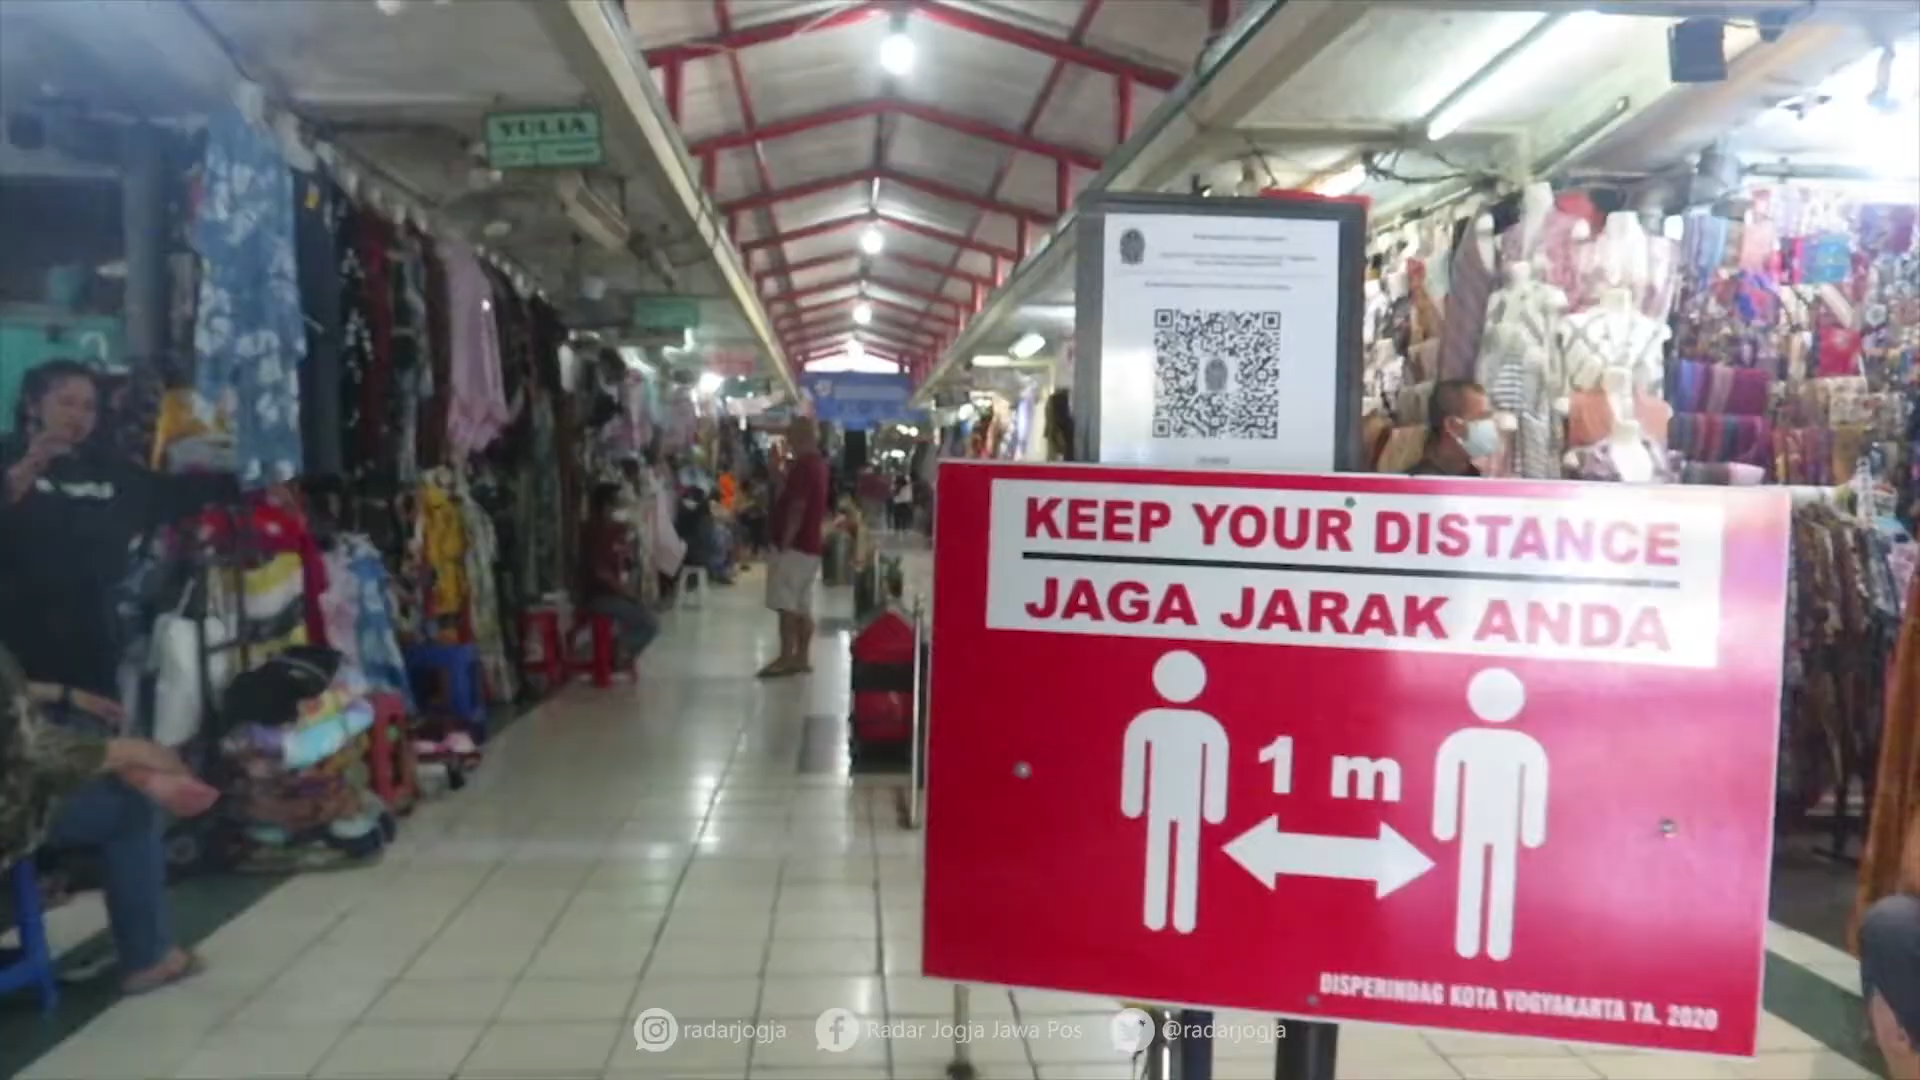 YULIA
KEEP YOUR DISTANCE
JAGA JARAK ANDA
1 m
DISPERINDAG KOTA YOGYAKARTA TA. 2020
radarjogja
Radar Jogja Jawa Pos
@radarjogja